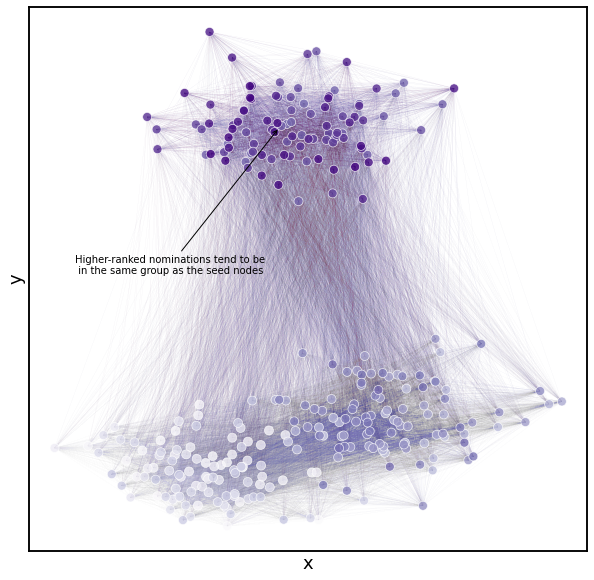 Higher-ranked nominations tend to be
in the same group as the seed nodes
y
x